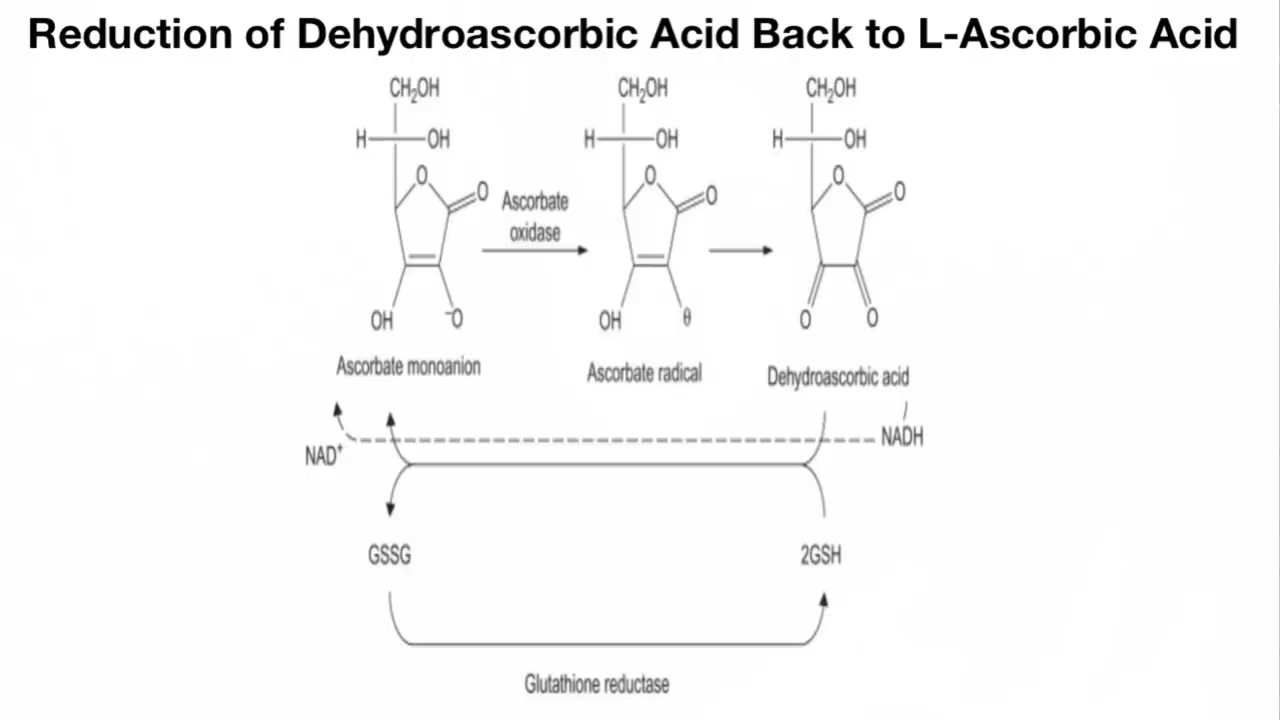 Reduction of Dehydroascorbic Acid Back to L-Ascorbic Acid
CH₂OH CH₂OH CH₂OH
H OH H OH H OH
O O O
O O O
Ascorbate
oxidase
OH ⁻O OH θ O O
Ascorbate monoanion Ascorbate radical Dehydroascorbic acid
NADH
NAD⁺
GSSG 2GSH
Glutathione reductase